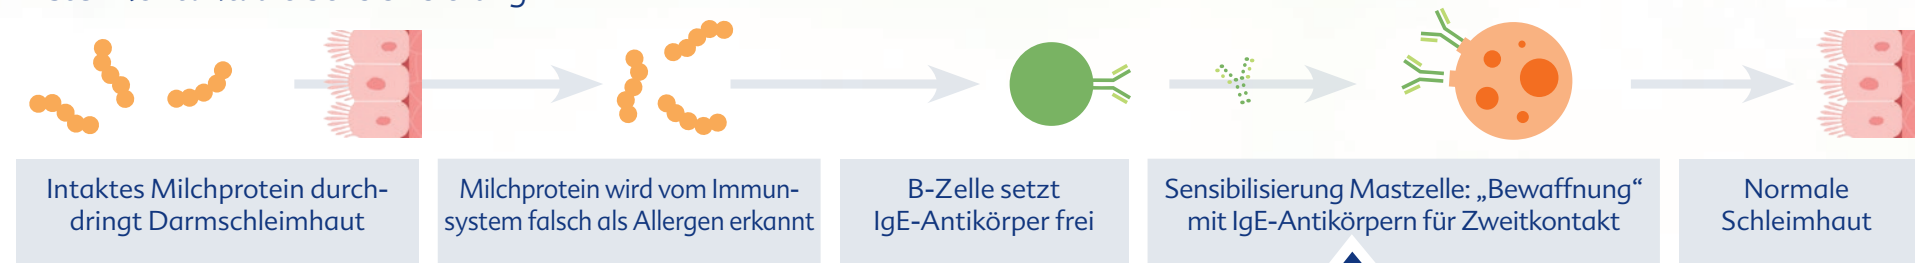 Intaktes Milchprotein durch-
dringt Darmschleimhaut
Milchprotein wird vom Immun-
system falsch als Allergen erkannt
B-Zelle setzt
IgE-Antikörper frei
Sensibilisierung Mastzelle: „Bewaffnung“
mit IgE-Antikörpern für Zweitkontakt
Normale
Schleimhaut